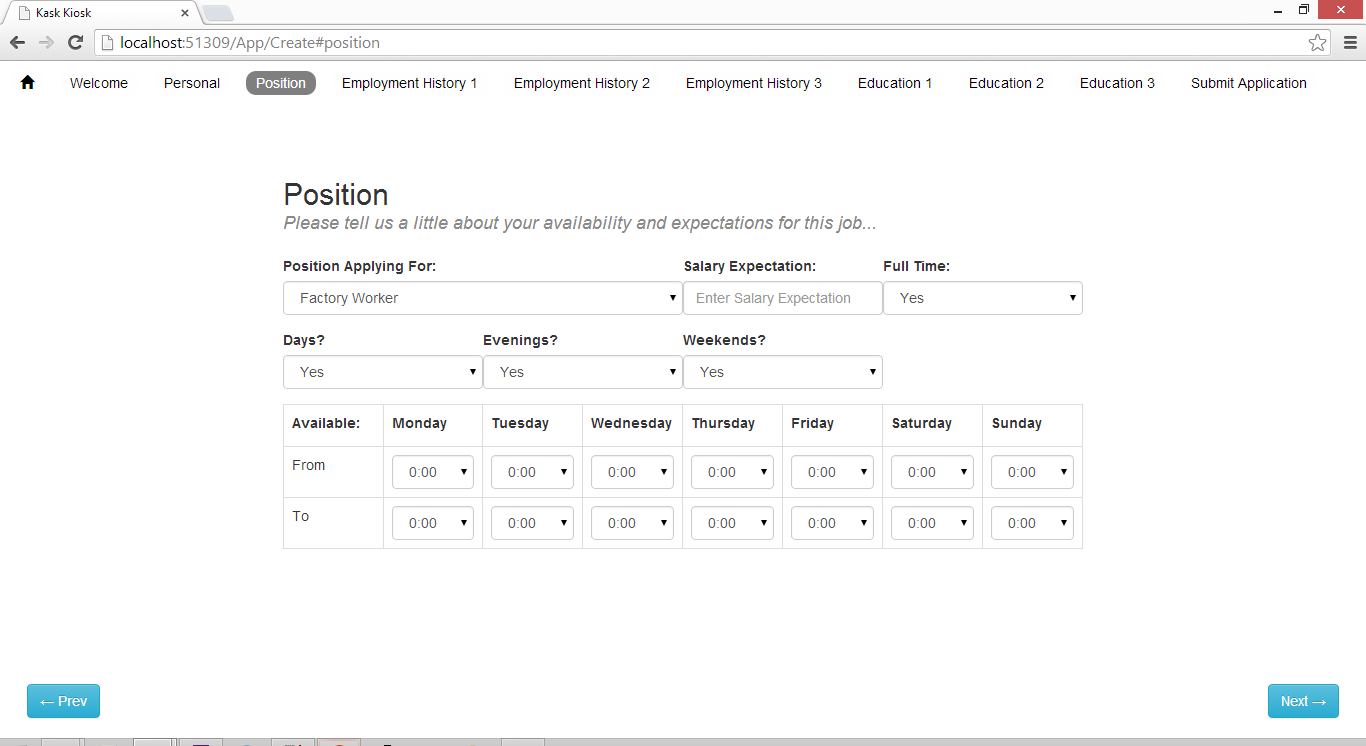 Kask Kiosk
localhost:51309/App/Create#position
Welcome Personal Position Employment History 1 Employment History 2 Employment History 3 Education 1 Education 2 Education 3 Submit Application
Position
Please tell us a little about your availability and expectations for this job...
Position Applying For: Salary Expectation: Full Time:
Factory Worker Enter Salary Expectation Yes
Days? Evenings? Weekends?
Yes Yes Yes
Available: Monday Tuesday Wednesday Thursday Friday Saturday Sunday
From 0:00 0:00 0:00 0:00 0:00 0:00 0:00
To 0:00 0:00 0:00 0:00 0:00 0:00 0:00
← Prev Next →